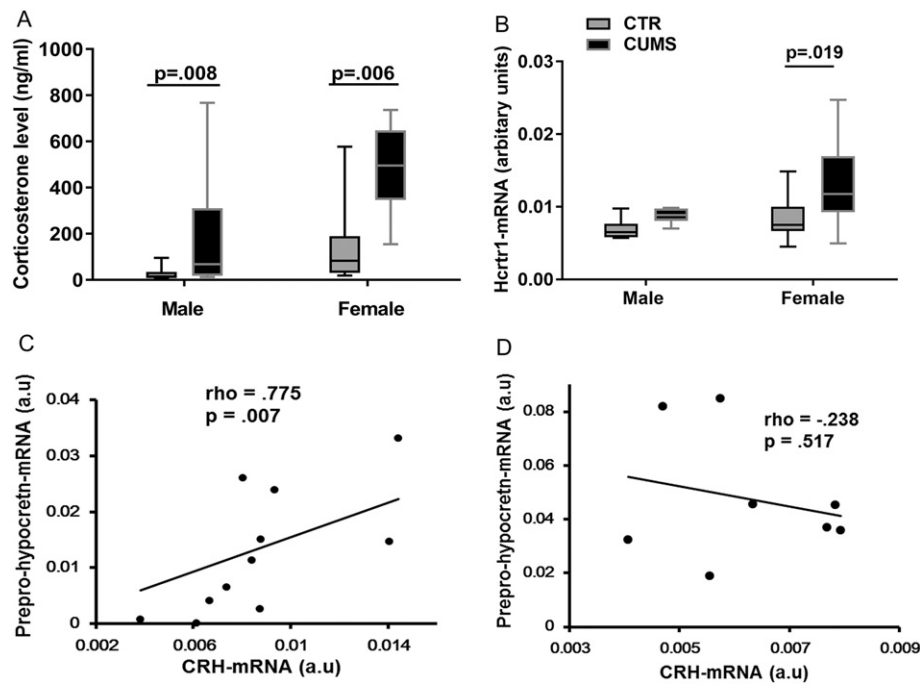 A
Corticosterone level (ng/ml)
1000
800
600
400
200
0
p=.008
p=.006
Male
Female
B
CTR
CUMS
Hcrtr1-mRNA (arbitary units)
0.03
0.02
0.01
0.00
p=.019
Male
Female
C
Prepro-hypocretn-mRNA (a.u)
0.04
0.03
0.02
0.01
0
rho = .775
p = .007
0.002
0.006
0.01
0.014
CRH-mRNA (a.u)
D
Prepro-hypocretn-mRNA (a.u)
0.08
0.06
0.04
0.02
0
rho = -.238
p = .517
0.003
0.005
0.007
0.009
CRH-mRNA (a.u)